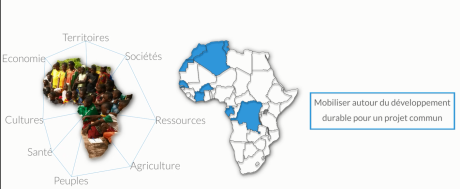 Territoires
Sociétés
Economie
Cultures
Ressources
Santé
Agriculture
Peuples
Mobiliser autour du développement
durable pour un projet commun